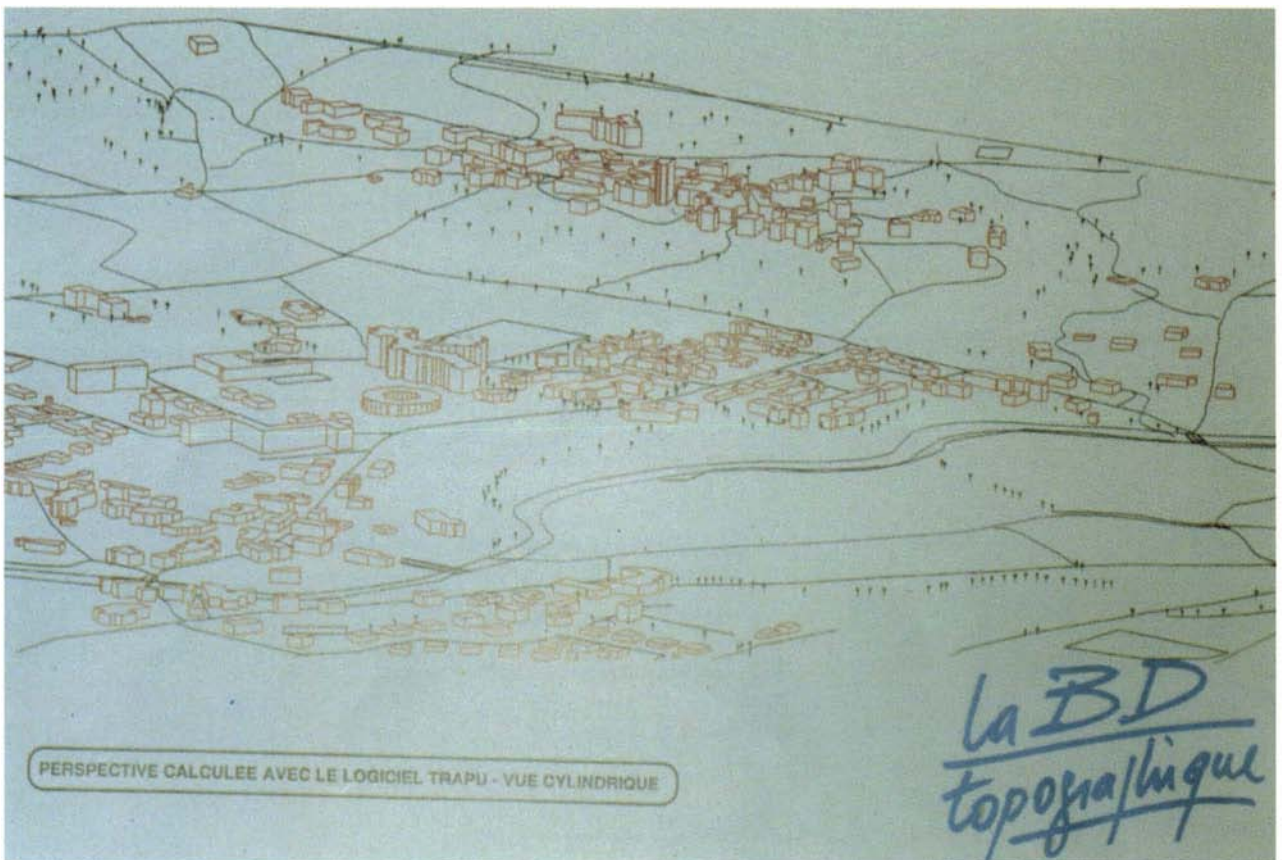 PERSPECTIVE CALCULEE AVEC LE LOGICIEL TRAPU - VUE CYLINDRIQUE
la BD
topographique